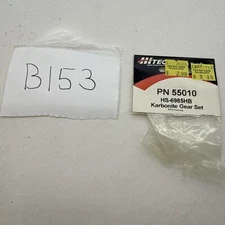 B153
HITEC
PN 55010
HS-6985HB
Karbonite Gear Set